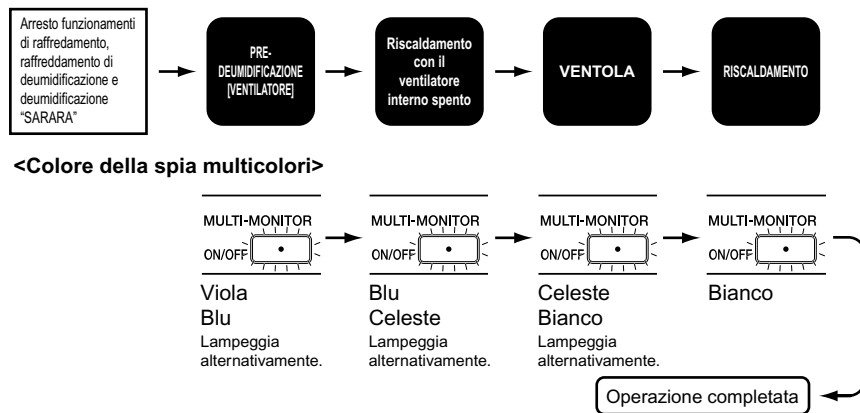 Arresto funzionamenti
di raffredamento,
raffreddamento di
deumidificazione e
deumidificazione
“SARARA”
PRE-
DEUMIDIFICAZIONE
[VENTILATORE]
Riscaldamento
con il
ventilatore
interno spento
VENTOLA
RISCALDAMENTO
<Colore della spia multicolori>
MULTI-MONITOR
ON/OFF
Viola
Blu
Lampeggia
alternativamente.
MULTI-MONITOR
ON/OFF
Blu
Celeste
Lampeggia
alternativamente.
MULTI-MONITOR
ON/OFF
Celeste
Bianco
Lampeggia
alternativamente.
MULTI-MONITOR
ON/OFF
Bianco
Operazione completata